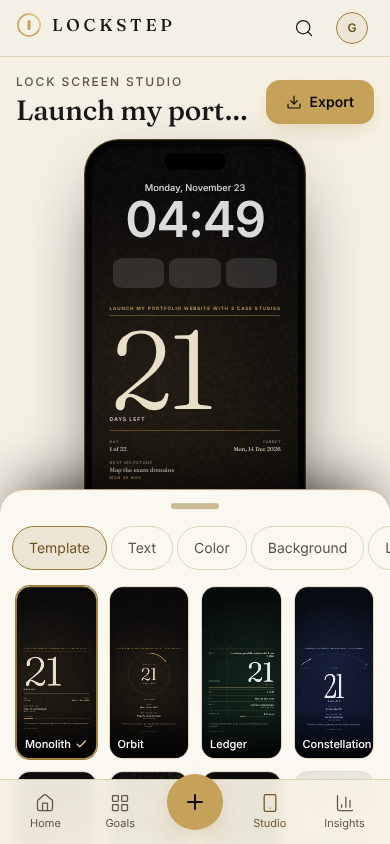 LOCKSTEP
G
LOCK SCREEN STUDIO
Launch my port...
Export
Monday, November 23
04:49
LAUNCH MY PORTFOLIO WEBSITE WITH 2 CASE STUDIES
21
DAYS LEFT
DAY
TARGET
1 of 22
Mon, 14 Dec 2026
NEXT MILESTONE
Map the exam domains
MON 30 NOV
Template
Text
Color
Background
L
21
21
21
21
Monolith
Orbit
Ledger
Constellation
Home
Goals
Studio
Insights